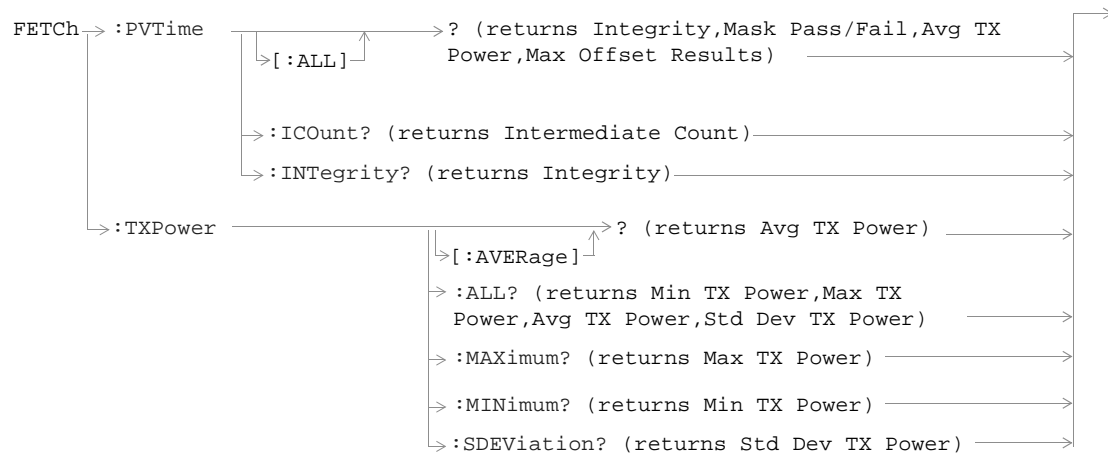 FETCh :PVTime ? (returns Integrity,Mask Pass/Fail,Avg TX
[:ALL] Power,Max Offset Results)
:ICOunt? (returns Intermediate Count)
:INTegrity? (returns Integrity)
:TXPower ? (returns Avg TX Power)
[:AVERage]
:ALL? (returns Min TX Power,Max TX
Power,Avg TX Power,Std Dev TX Power)
:MAXimum? (returns Max TX Power)
:MINimum? (returns Min TX Power)
:SDEViation? (returns Std Dev TX Power)